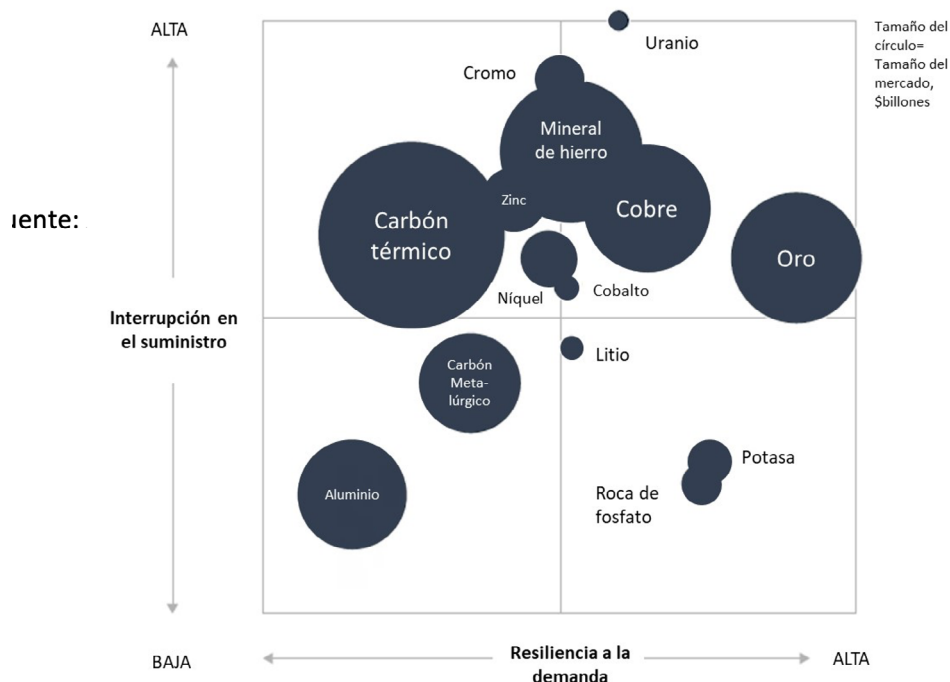 ALTA
Uranio
Tamaño del
círculo=
Tamaño del
mercado,
$billones
Cromo
Mineral
de hierro
Zinc
Cobre
uente:
Carbón
térmico
Oro
Níquel
Cobalto
Interrupción en
el suministro
Litio
Carbón
Meta-
lúrgico
Potasa
Aluminio
Roca de
fosfato
BAJA
Resiliencia a la
demanda
ALTA